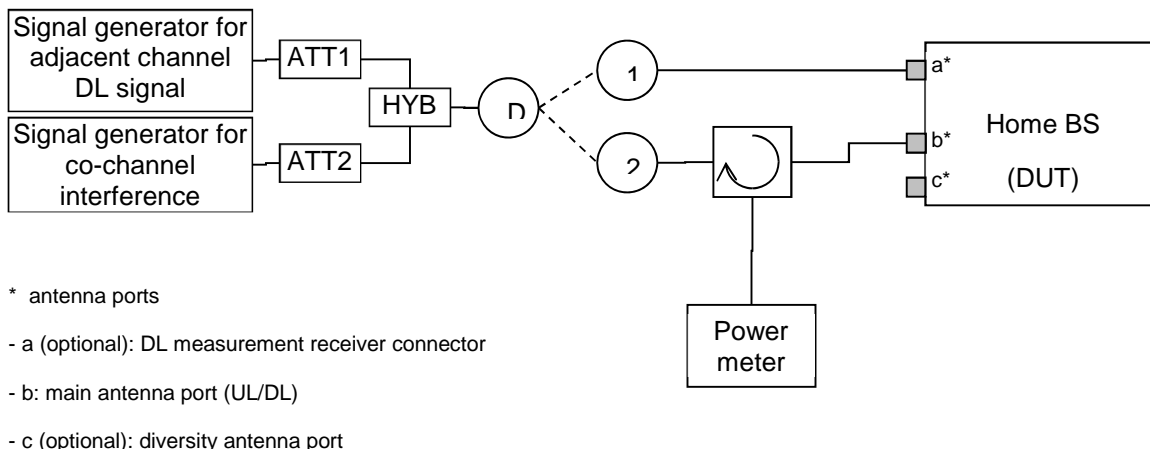 Signal generator for
adjacent channel
DL signal
ATT1
HYB
Signal generator for
co-channel
interference
ATT2
D
1
2
a*
b*
c*
Home BS
(DUT)
Power
meter
* antenna ports
- a (optional): DL measurement receiver connector
- b: main antenna port (UL/DL)
- c (optional): diversity antenna port